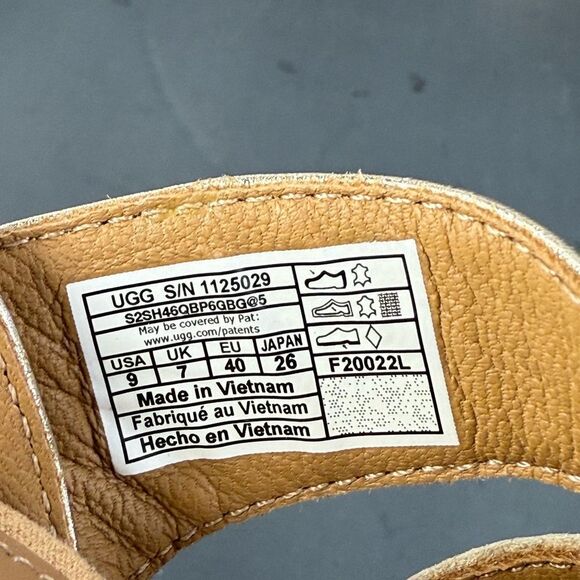 UGG S/N 1125029
S2SH46QBP6QBG@5
May be covered by Pat:
www.ugg.com/patents
USA UK EU JAPAN
9 7 40 26
Made in Vietnam
Fabriqué au Vietnam
Hecho en Vietnam
F20022L